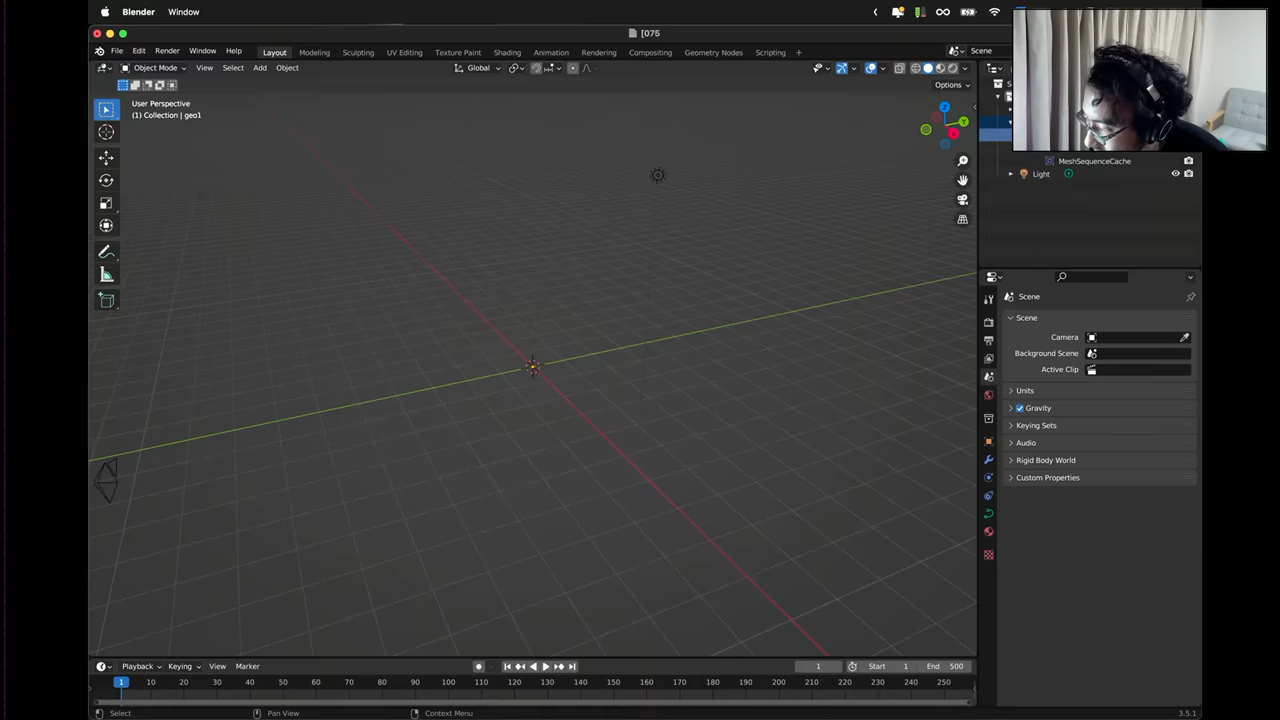 Blender Window
[075
File Edit Render Window Help
Layout Modeling Sculpting UV Editing Texture Paint Shading Animation Rendering Compositing Geometry Nodes Scripting +
Scene
Object Mode View Select Add Object
Global
Options
User Perspective
(1) Collection | geo1
Z
Y
X
MeshSequenceCache
Light
Scene
Scene
Camera
Background Scene
Active Clip
Units
Gravity
Keying Sets
Audio
Rigid Body World
Custom Properties
Playback Keying View Marker
1 Start 1 End 500
1 10 20 30 40 50 60 70 80 90 100 110 120 130 140 150 160 170 180 190 200 210 220 230 240 250
Select Pan View Context Menu 3.5.1